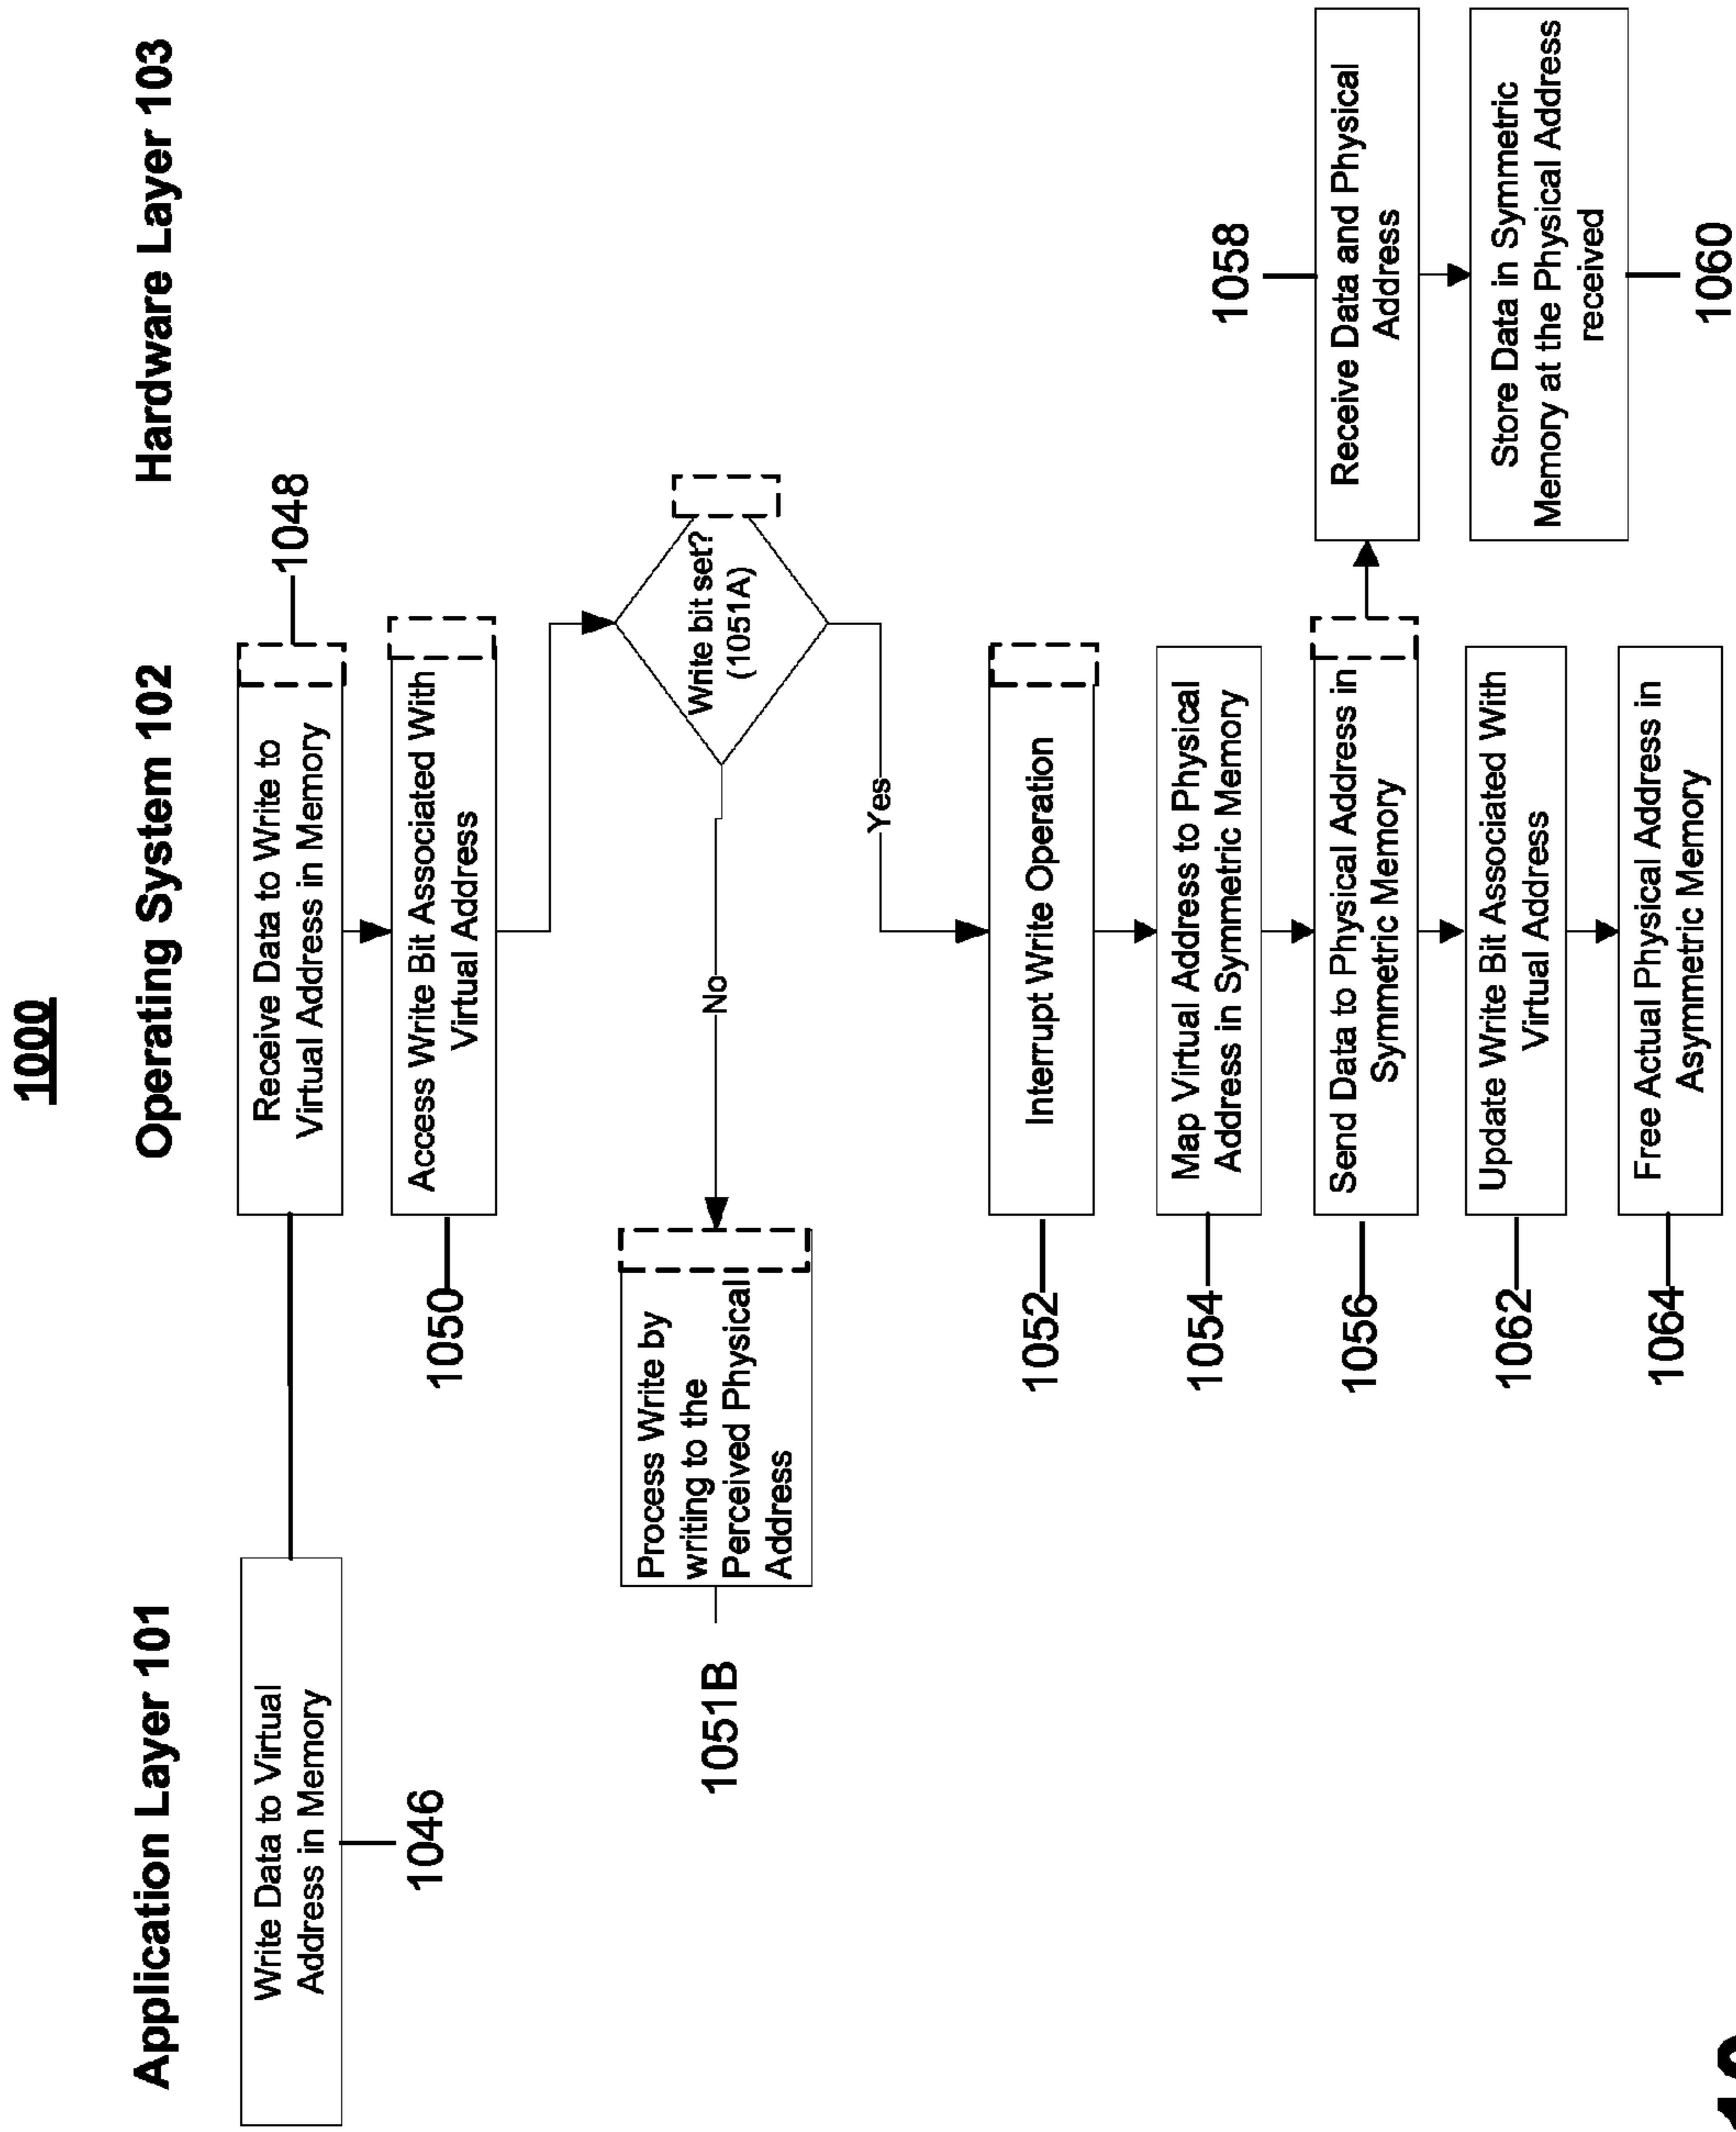 1000
Application Layer 101
Operating System 102
Hardware Layer 103
Write Data to Virtual
Address in Memory
1046
Receive Data to Write to
Virtual Address in Memory
1048
Access Write Bit Associated With
Virtual Address
1050
Write bit set?
(1051A)
No
Process Write by
writing to the
Perceived Physical
Address
1051B
Yes
Interrupt Write Operation
1052
Map Virtual Address to Physical
Address in Symmetric Memory
1054
Send Data to Physical Address in
Symmetric Memory
1056
1058
Receive Data and Physical
Address
Store Data in Symmetric
Memory at the Physical Address
received
1060
Update Write Bit Associated With
Virtual Address
1062
Free Actual Physical Address in
Asymmetric Memory
1064